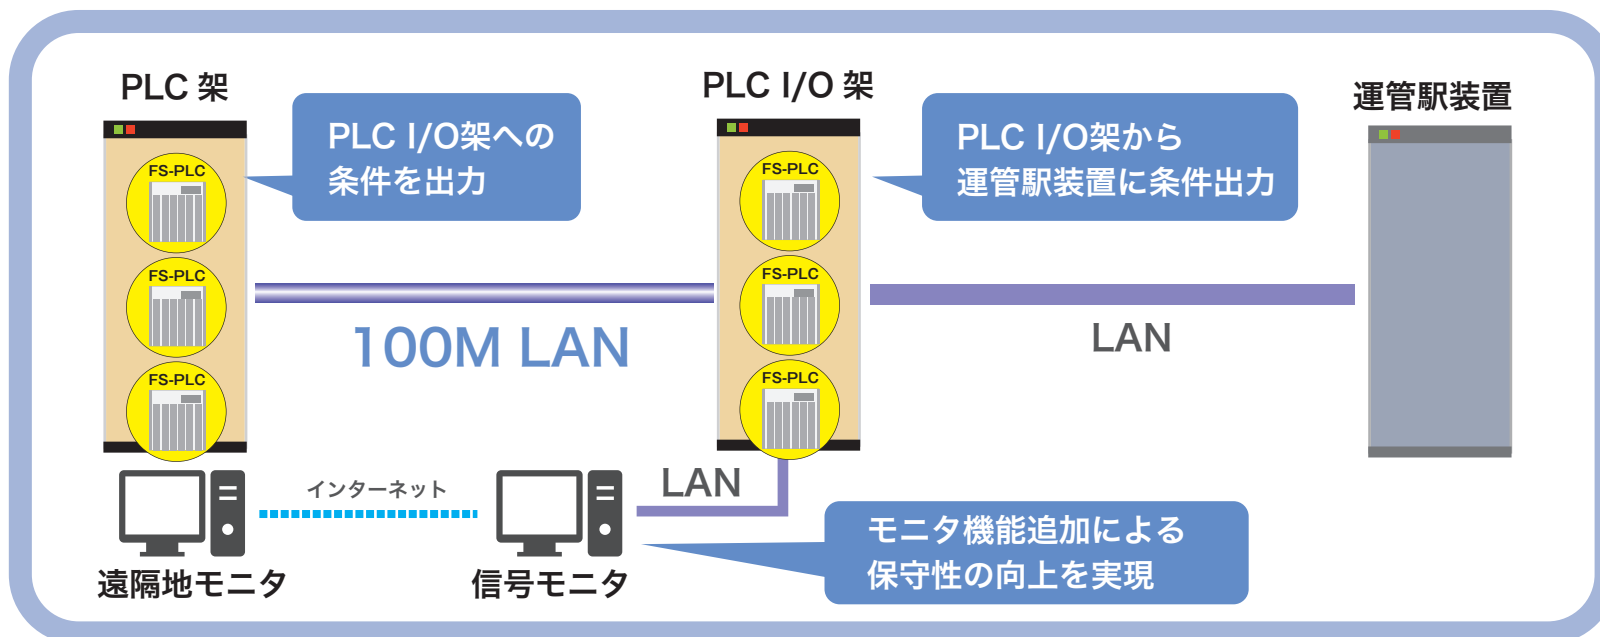 PLC 架
PLC I/O架への
条件を出力
PLC I/O 架
PLC I/O架から
運管駅装置に条件出力
運管駅装置
FS-PLC
FS-PLC
FS-PLC
FS-PLC
FS-PLC
FS-PLC
100M LAN
LAN
インターネット
LAN
遠隔地モニタ
信号モニタ
モニタ機能追加による
保守性の向上を実現